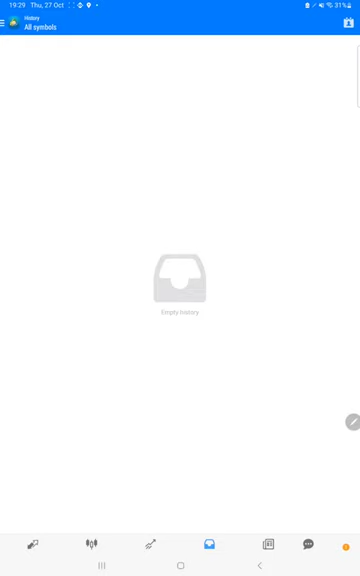 19:29 Thu, 27 Oct
31%
History
All symbols
Empty history